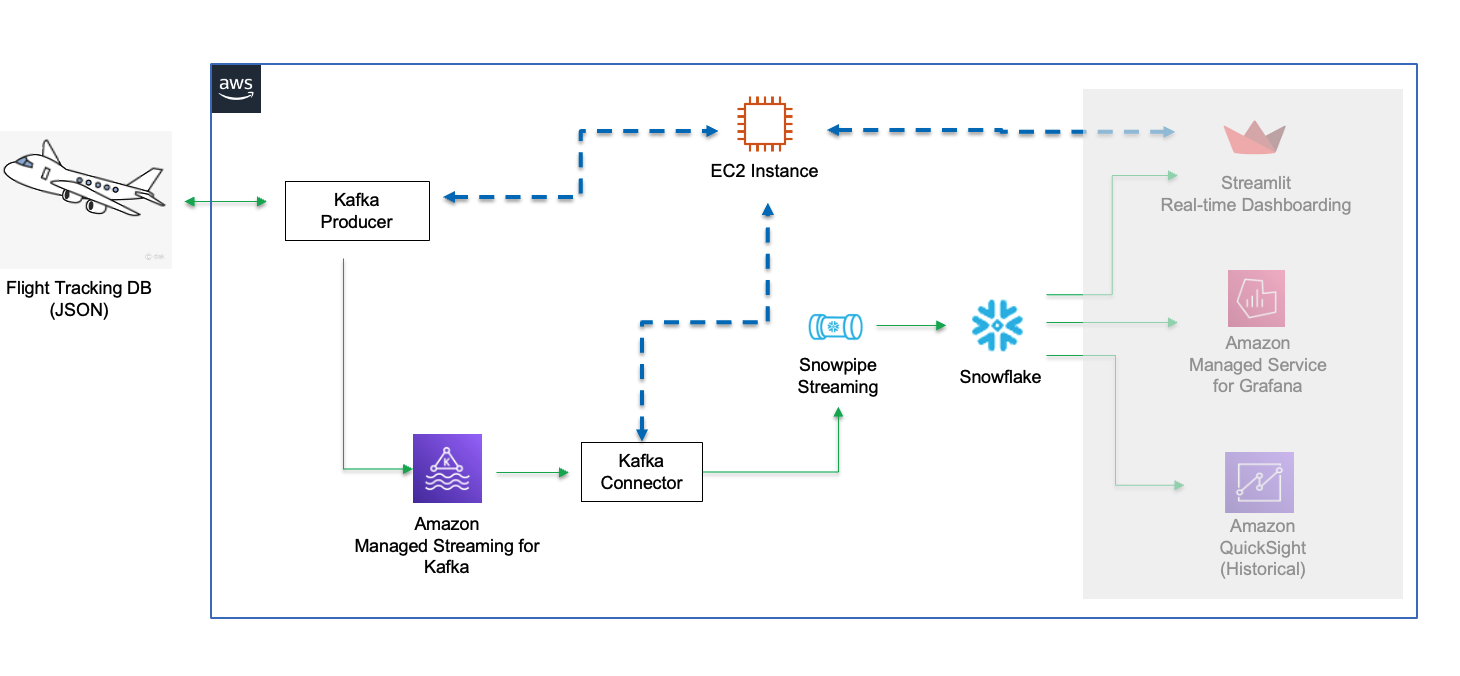 aws
EC2 Instance
Kafka
Producer
Streamlit
Real-time Dashboarding
Flight Tracking DB
(JSON)
Snowpipe
Streaming
Snowflake
Amazon
Managed Service
for Grafana
Kafka
Connector
K
Amazon
Managed Streaming for
Kafka
Amazon
QuickSight
(Historical)